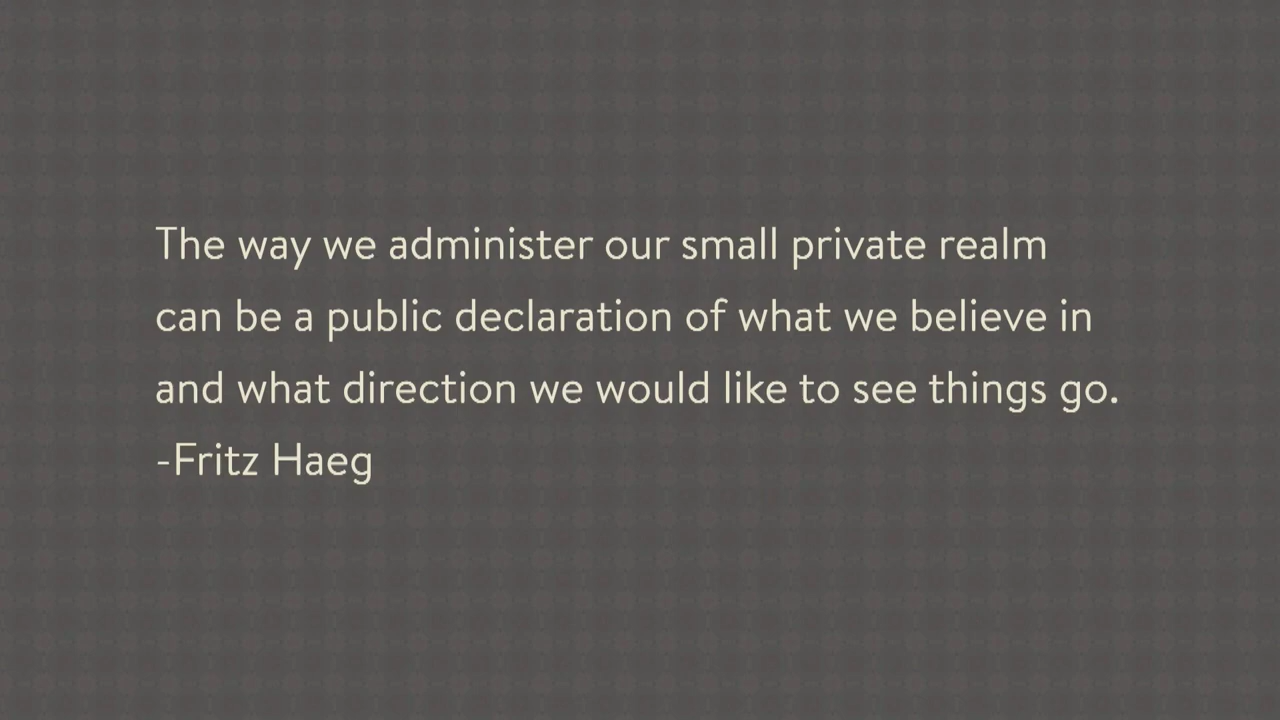 The way we administer our small private realm
can be a public declaration of what we believe in
and what direction we would like to see things go.
-Fritz Haeg